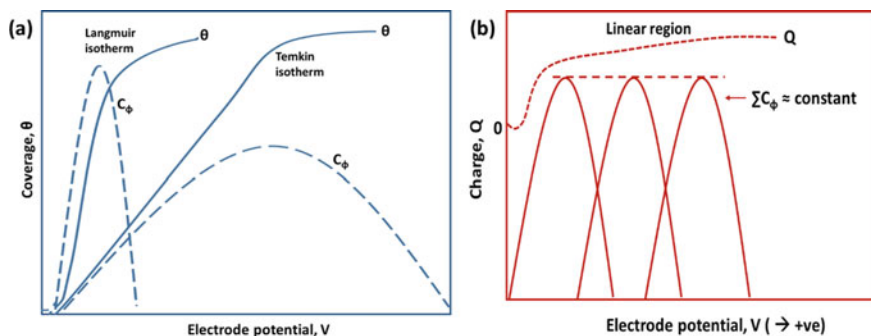 (a)
Langmuir
isotherm
θ
θ
Temkin
isotherm
Cϕ
Cϕ
Coverage, θ
Electrode potential, V
(b)
Linear region
Q
∑Cϕ ≈ constant
0
Charge, Q
Electrode potential, V ( → +ve)